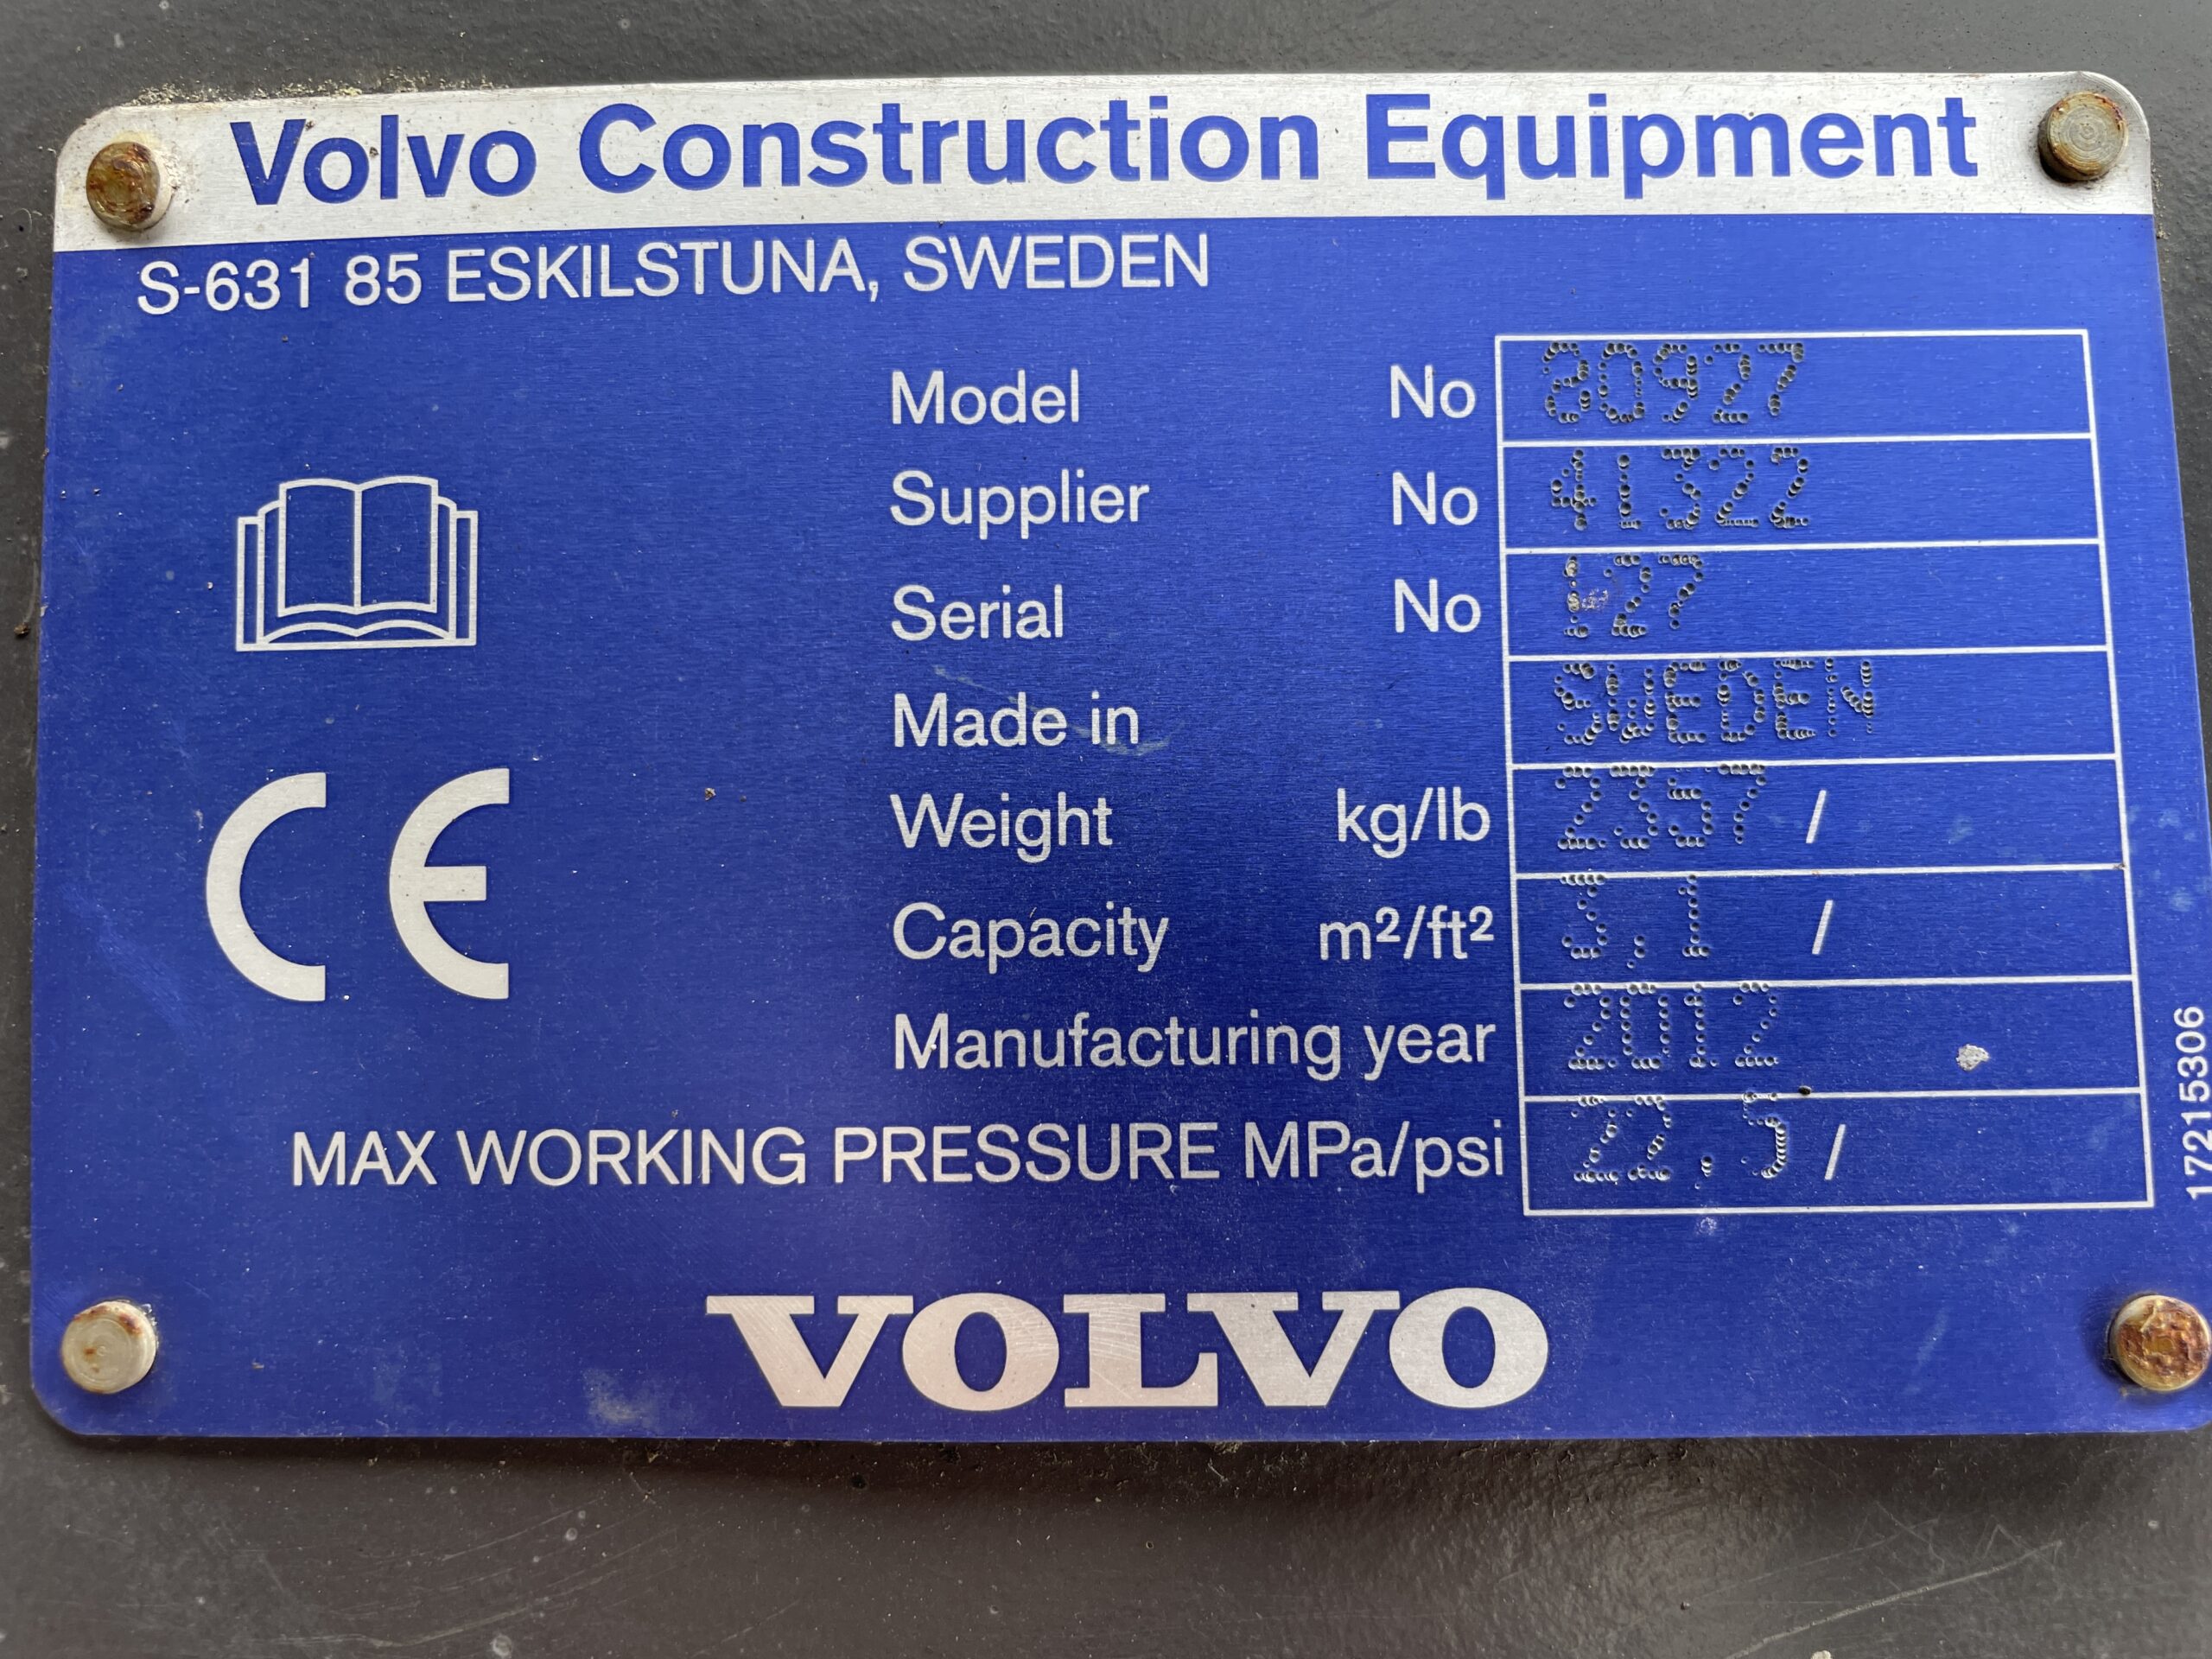 Volvo Construction Equipment
S-631 85 ESKILSTUNA, SWEDEN
Model No 80927
Supplier No 41322
Serial No 127
Made in SWEDEN
Weight kg/lb 2357 /
Capacity m²/ft² 3,1 /
Manufacturing year 2012
MAX WORKING PRESSURE MPa/psi 22,5 /
CE
17215306
VOLVO